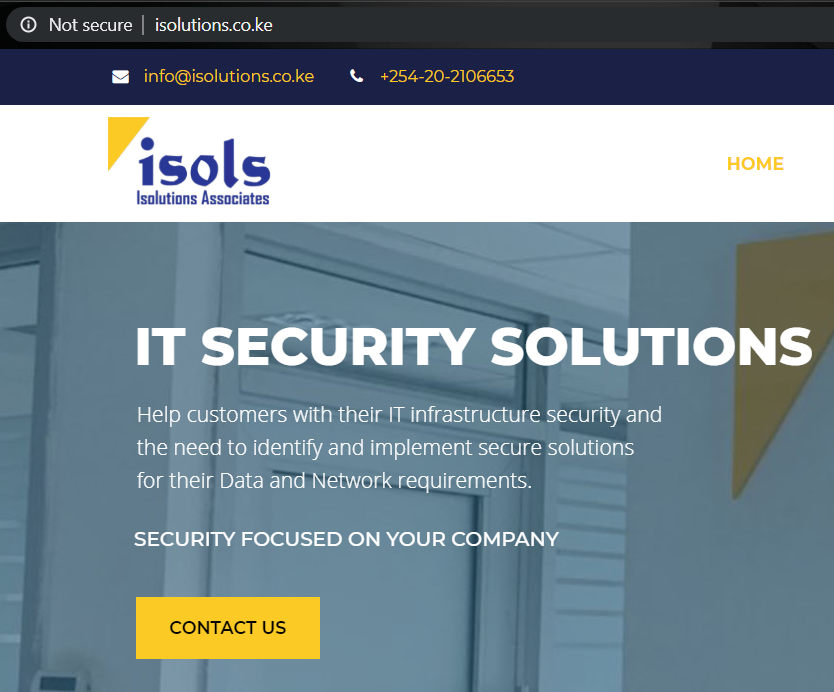 Not secure | isolutions.co.ke
info@isolutions.co.ke +254-20-2106653
isols
Isolutions Associates
HOME
IT SECURITY SOLUTIONS
Help customers with their IT infrastructure security and
the need to identify and implement secure solutions
for their Data and Network requirements.
SECURITY FOCUSED ON YOUR COMPANY
CONTACT US